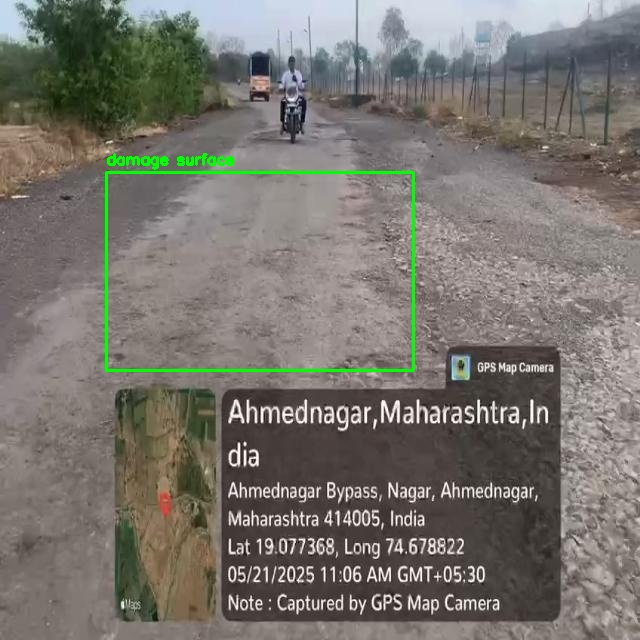 damage surface
GPS Map Camera
Ahmednagar,Maharashtra,In
dia
Ahmednagar Bypass, Nagar, Ahmednagar,
Maharashtra 414005, India
Lat 19.077368, Long 74.678822
05/21/2025 11:06 AM GMT+05:30
Note : Captured by GPS Map Camera
Maps